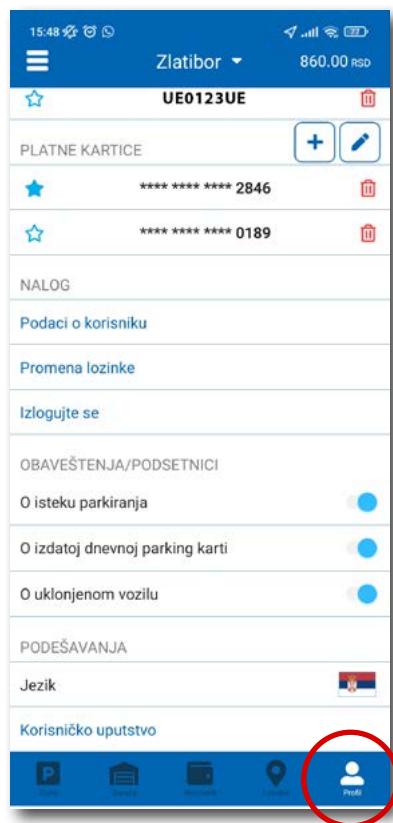 15:48
77
Zlatibor
860.00 RSD
UE0123UE
PLATNE KARTICE
**** **** **** 2846
**** **** **** 0189
NALOG
Podaci o korisniku
Promena lozinke
Izlogujte se
OBAVEŠTENJA/PODSETNICI
O isteku parkiranja
O izdatoj dnevnoj parking karti
O uklonjenom vozilu
PODEŠAVANJA
Jezik
Korisničko uputstvo
P
Profil